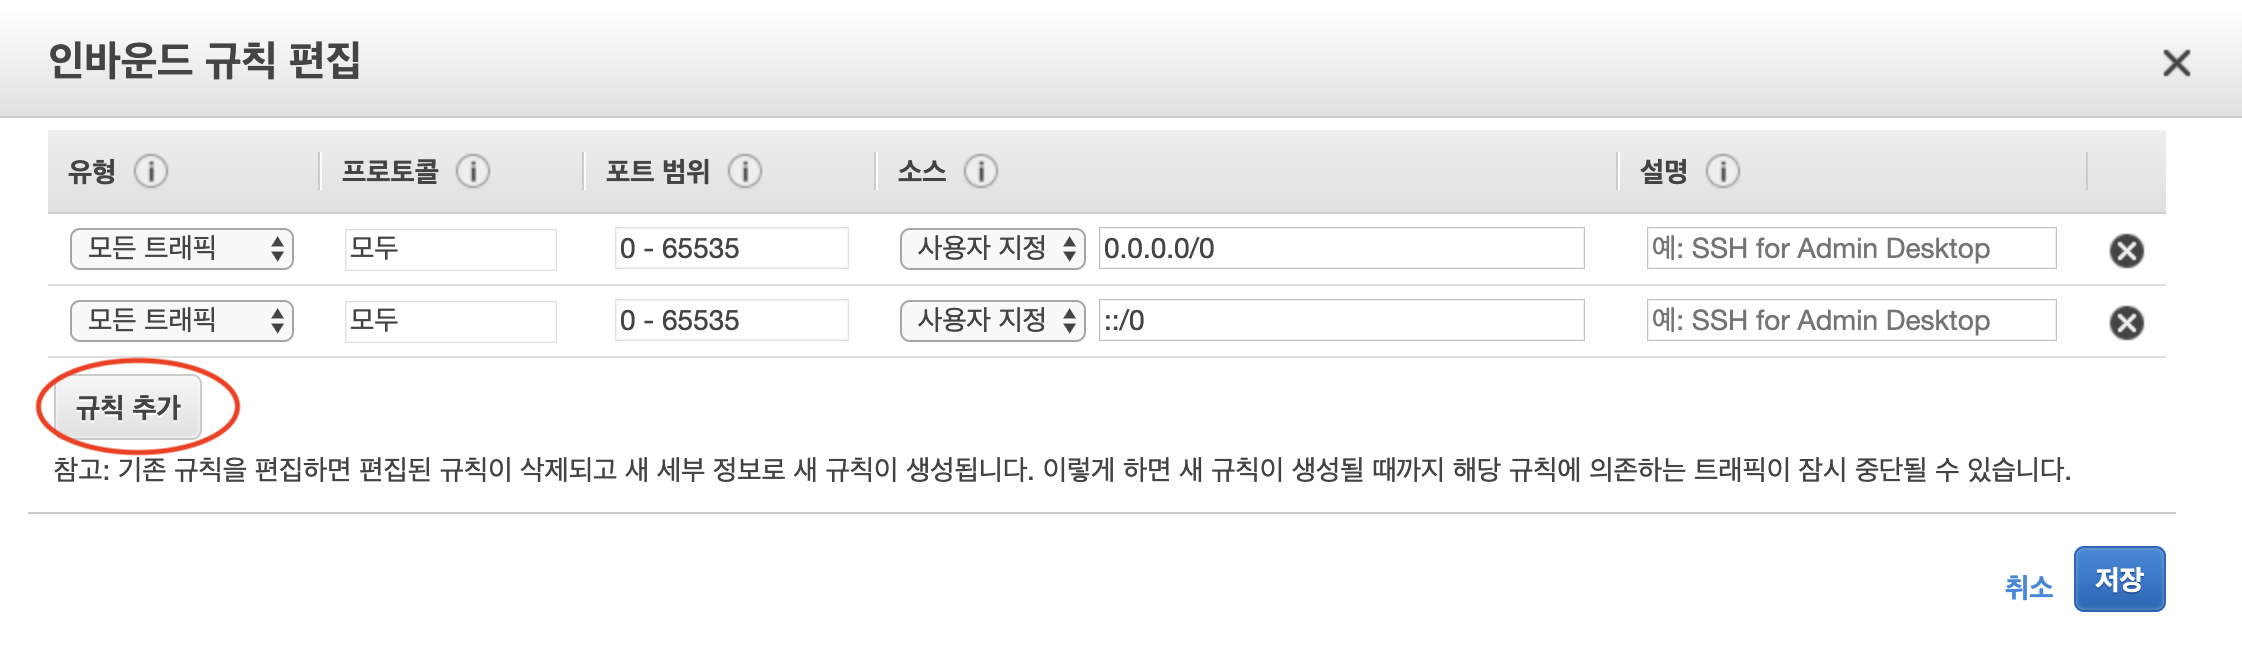 인바운드 규칙 편집
유형 프로토콜 포트 범위 소스 설명
모든 트래픽 모두 0 - 65535 사용자 지정 0.0.0.0/0 예: SSH for Admin Desktop
모든 트래픽 모두 0 - 65535 사용자 지정 ::/0 예: SSH for Admin Desktop
규칙 추가
참고: 기존 규칙을 편집하면 편집된 규칙이 삭제되고 새 세부 정보로 새 규칙이 생성됩니다. 이렇게 하면 새 규칙이 생성될 때까지 해당 규칙에 의존하는 트래픽이 잠시 중단될 수 있습니다.
취소 저장